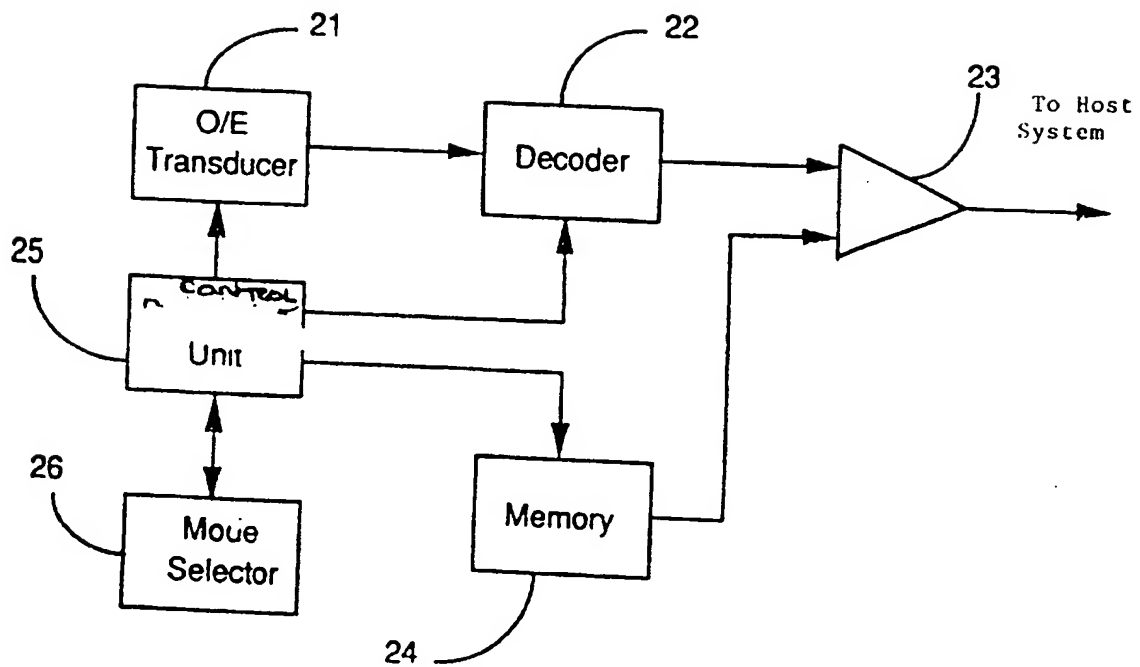 21
22
23
To Host
System
O/E
Transducer
Decoder
25
CONTROL
Unit
26
Moue
Selector
Memory
24